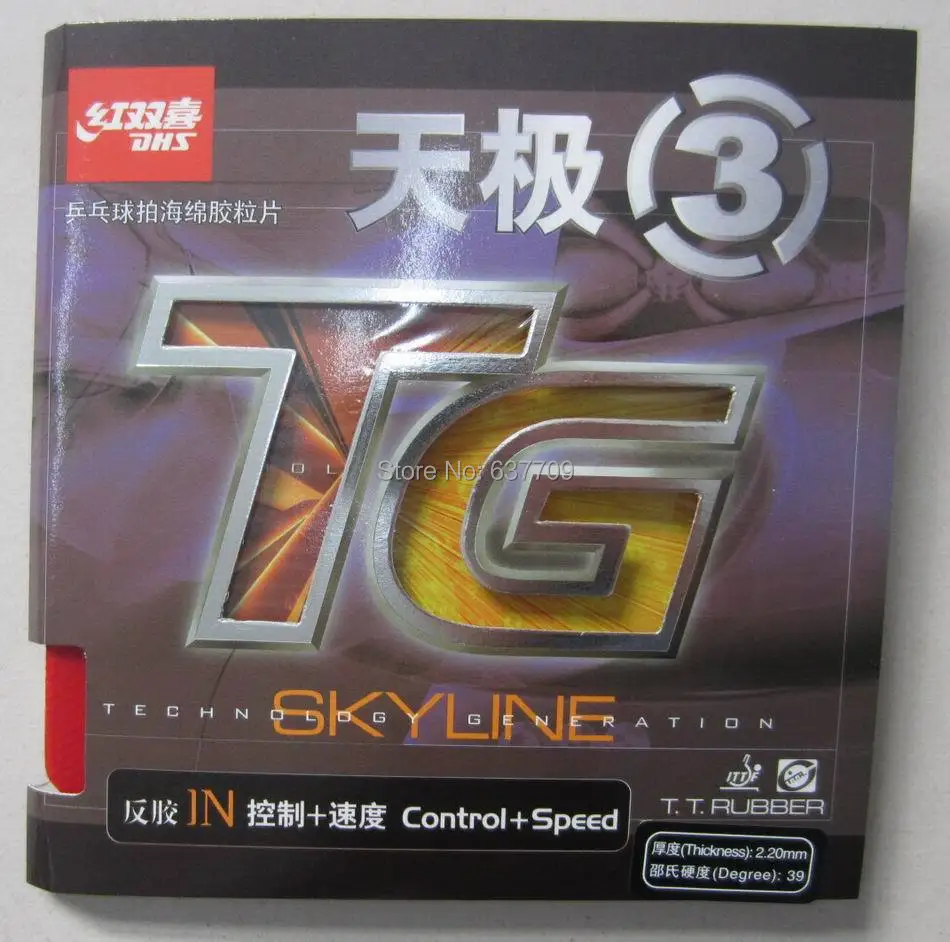 红双喜
DHS
天极 3
乒乓球拍海绵胶粒片
TG
Store No: 637709
SKYLINE
TECHNOLOGY GENERATION
ITTF
T.T. RUBBER
反胶 IN 控制+速度 Control+Speed
厚度(Thickness): 2.20mm
邵氏硬度(Degree): 39